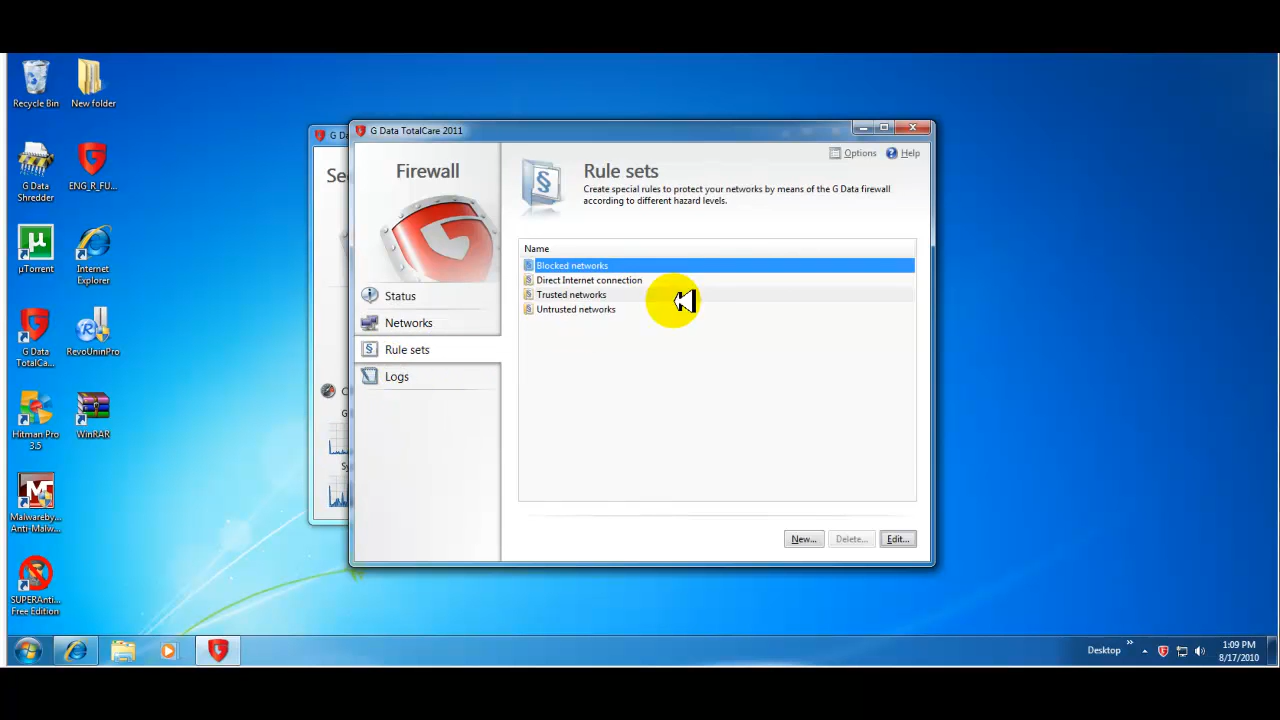 Recycle Bin
New folder
G Data
Shredder
ENG_R_FU...
µTorrent
Internet
Explorer
G Data
TotalCa...
RevoUninPro
Hitman Pro
3.5
WinRAR
Malwareby...
Anti-Malw...
SUPERAnti...
Free Edition
G Da
Se
G
Sy
G Data TotalCare 2011
Options
Help
Firewall
Status
Networks
Rule sets
Logs
Rule sets
Create special rules to protect your networks by means of the G Data firewall
according to different hazard levels.
Name
Blocked networks
Direct Internet connection
Trusted networks
Untrusted networks
New...
Delete...
Edit...
Desktop
1:09 PM
8/17/2010